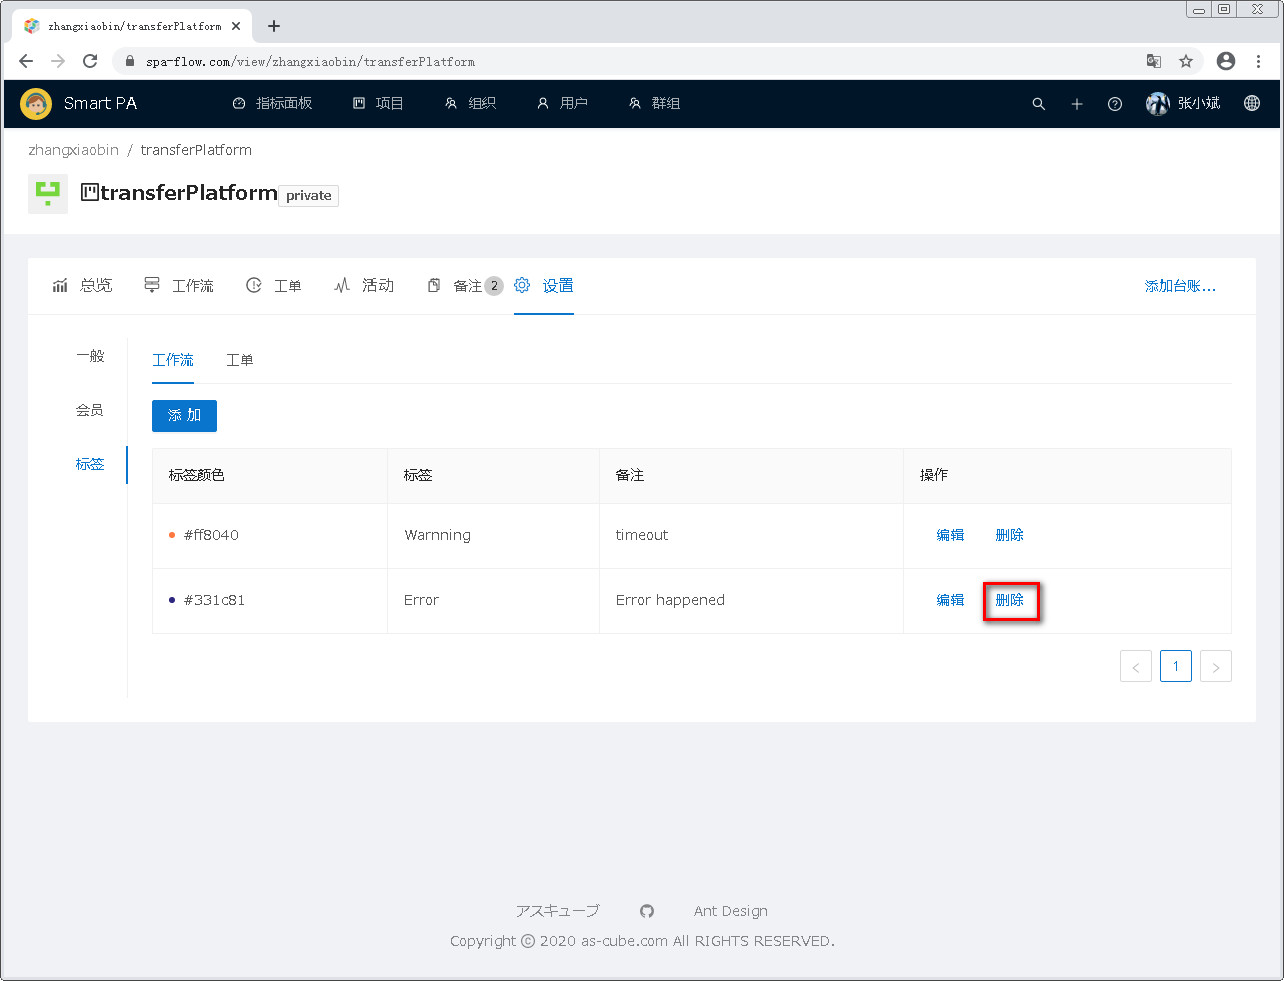 zhangxiaobin/transferPlatform
spa-flow.com/view/zhangxiaobin/transferPlatform
Smart PA 指标面板 项目 组织 用户 群组 张小斌
zhangxiaobin / transferPlatform
transferPlatform private
总览 工作流 工单 活动 备注 2 设置 添加台账...
一般
会员
标签
工作流 工单
添 加
标签颜色 标签 备注 操作
#ff8040 Warnning timeout 编辑 删除
#331c81 Error Error happened 编辑 删除
< 1 >
アスキューブ Ant Design
Copyright © 2020 as-cube.com All RIGHTS RESERVED.